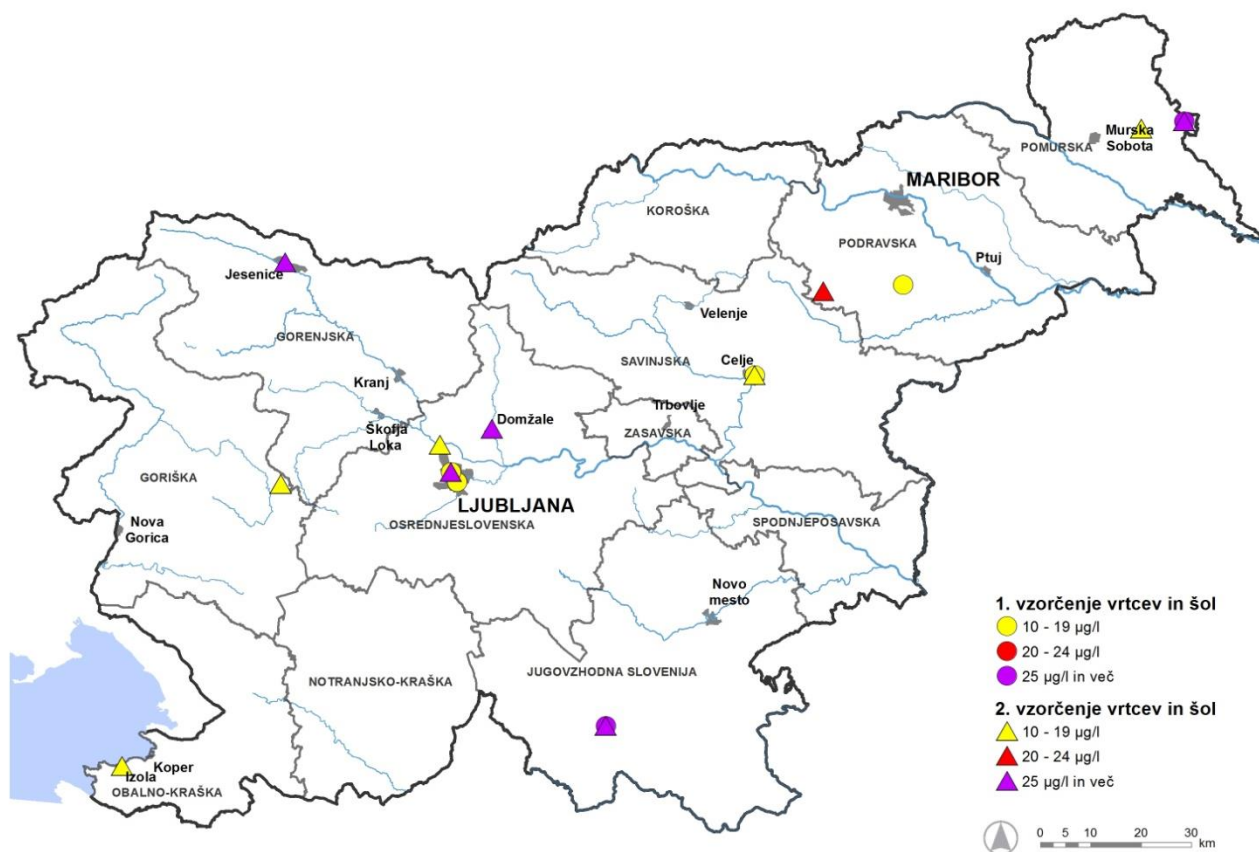 Murska
Sobota
POMURSKA
MARIBOR
KOROŠKA
PODRAVSKA
Ptuj
Jesenice
Velenje
GORENJSKA
SAVINJSKA
Celje
Kranj
Trbovlje
ZASAVSKA
Domžale
Škofja
Loka
GORIŠKA
LJUBLJANA
OSREDNJESLOVENSKA
SPODNJEPOSAVSKA
Nova
Gorica
Novo
mesto
NOTRANJSKO-KRAŠKA
JUGOVZHODNA SLOVENIJA
Koper
Izola
OBALNO-KRAŠKA
1. vzorčenje vrtcev in šol
10 - 19 µg/l
20 - 24 µg/l
25 µg/l in več
2. vzorčenje vrtcev in šol
10 - 19 µg/l
20 - 24 µg/l
25 µg/l in več
0 5 10 20 30
km